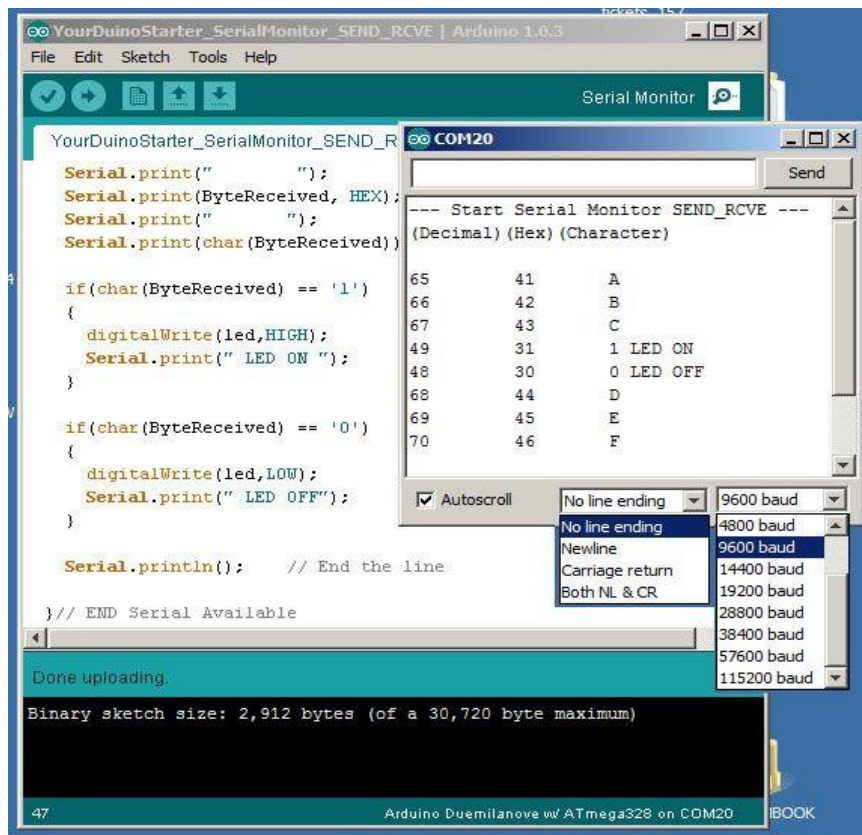 tickets 157
YourDuinoStarter_SerialMonitor_SEND_RCVE | Arduino 1.0.3
File Edit Sketch Tools Help
Serial Monitor
YourDuinoStarter_SerialMonitor_SEND_R
Serial.print("        ");
Serial.print(ByteReceived, HEX);
Serial.print("       ");
Serial.print(char(ByteReceived))
if(char(ByteReceived) == '1')
{
digitalWrite(led,HIGH);
Serial.print(" LED ON ");
}
if(char(ByteReceived) == '0')
{
digitalWrite(led,LOW);
Serial.print(" LED OFF");
}
Serial.println();    // End the line
}// END Serial Available
COM20
Send
--- Start Serial Monitor SEND_RCVE ---
(Decimal)(Hex)(Character)
65 41 A
66 42 B
67 43 C
49 31 1 LED ON
48 30 0 LED OFF
68 44 D
69 45 E
70 46 F
Autoscroll No line ending 9600 baud
No line ending
Newline
Carriage return
Both NL & CR
4800 baud
9600 baud
14400 baud
19200 baud
28800 baud
38400 baud
57600 baud
115200 baud
Done uploading.
Binary sketch size: 2,912 bytes (of a 30,720 byte maximum)
47 Arduino Duemilanove w/ ATmega328 on COM20
IBOOK